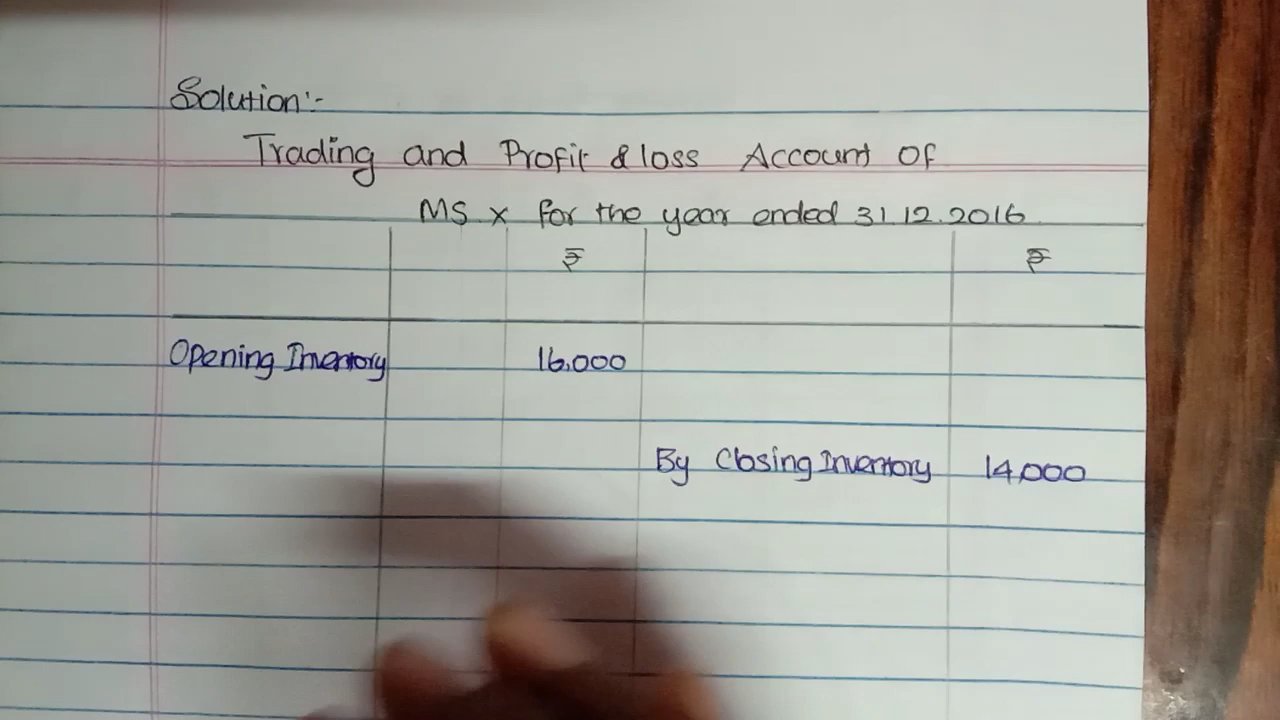 Solution:-
Trading and Profit & loss Account of
MS x for the year ended 31.12.2016
₹ ₹
Opening Inventory 16,000
By Closing Inventory 14,000